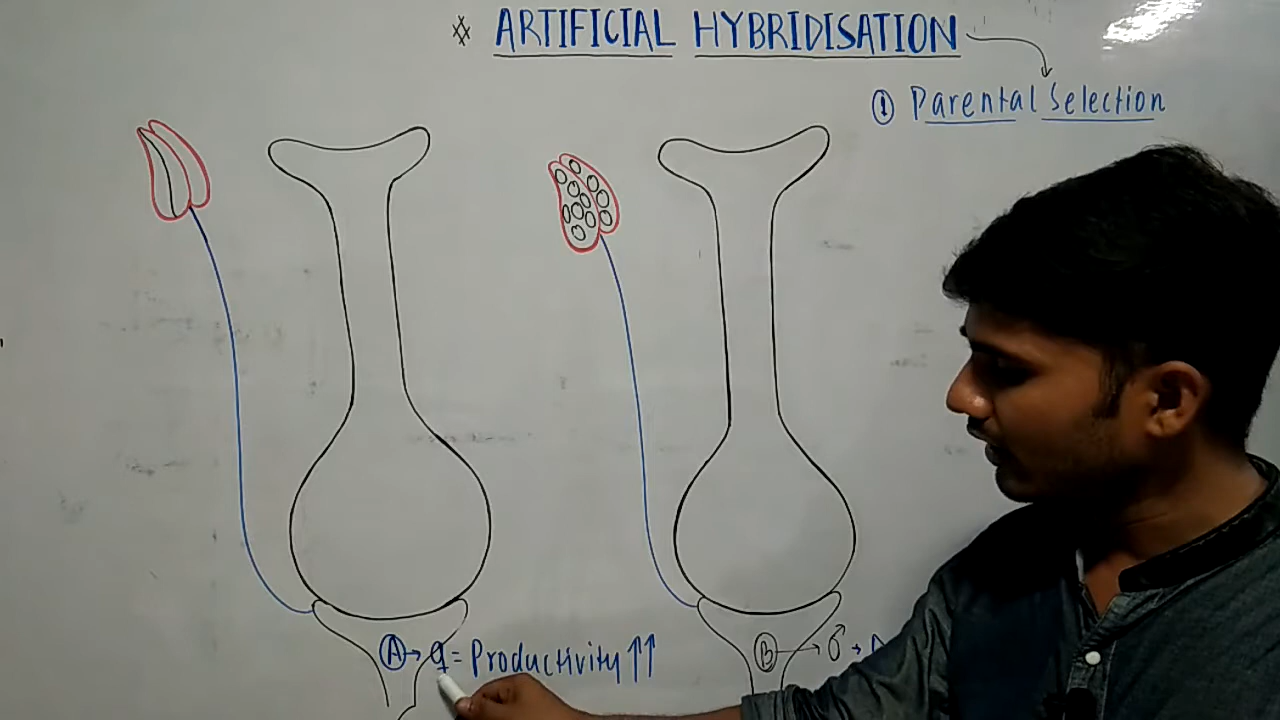 ※ ARTIFICIAL HYBRIDISATION
① Parental Selection
Ⓐ→ ♀ = Productivity ↑↑
Ⓑ → ♂ →